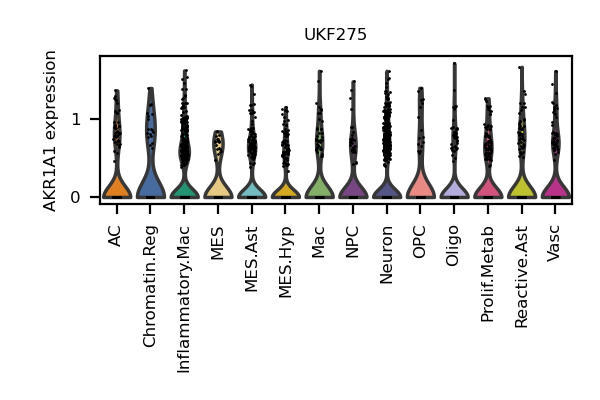 UKF275
AKR1A1 expression
1
0
AC
Chromatin.Reg
Inflammatory.Mac
MES
MES.Ast
MES.Hyp
Mac
NPC
Neuron
OPC
Oligo
Prolif.Metab
Reactive.Ast
Vasc